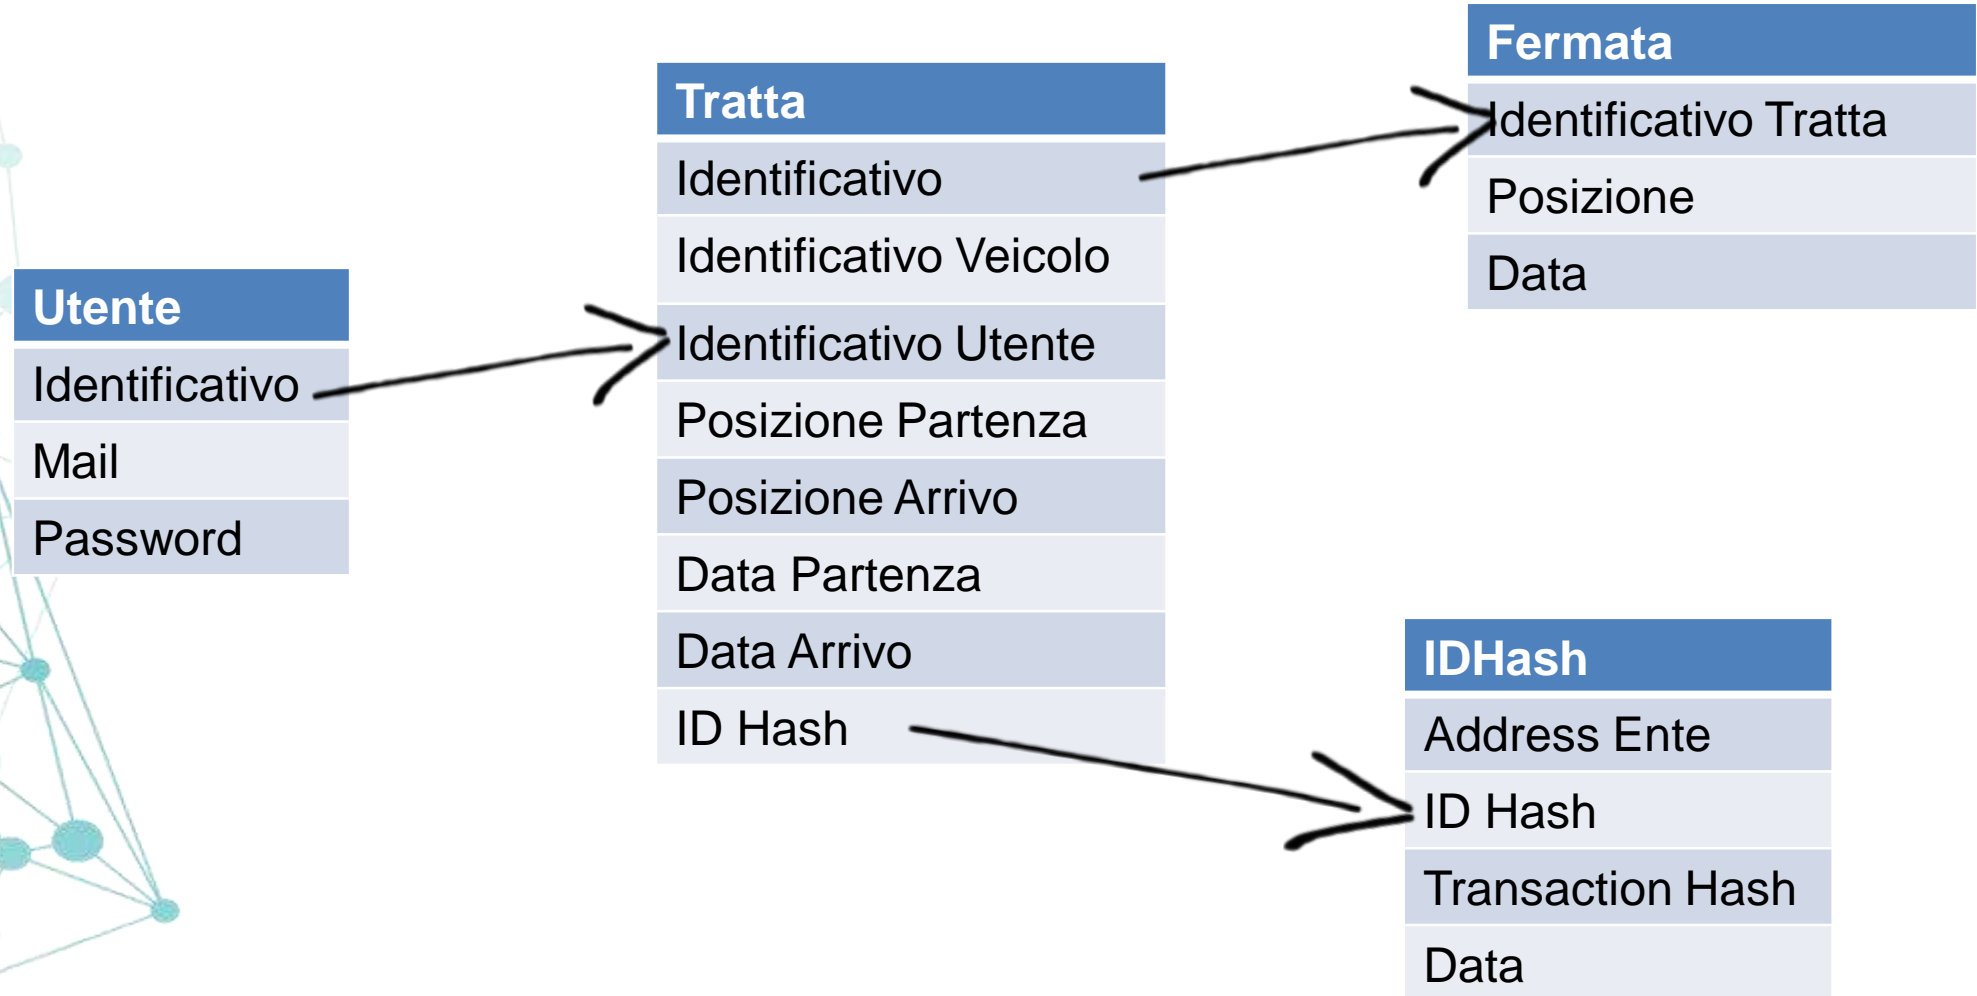 Utente
Identificativo
Mail
Password
Tratta
Identificativo
Identificativo Veicolo
Identificativo Utente
Posizione Partenza
Posizione Arrivo
Data Partenza
Data Arrivo
ID Hash
Fermata
Identificativo Tratta
Posizione
Data
IDHash
Address Ente
ID Hash
Transaction Hash
Data